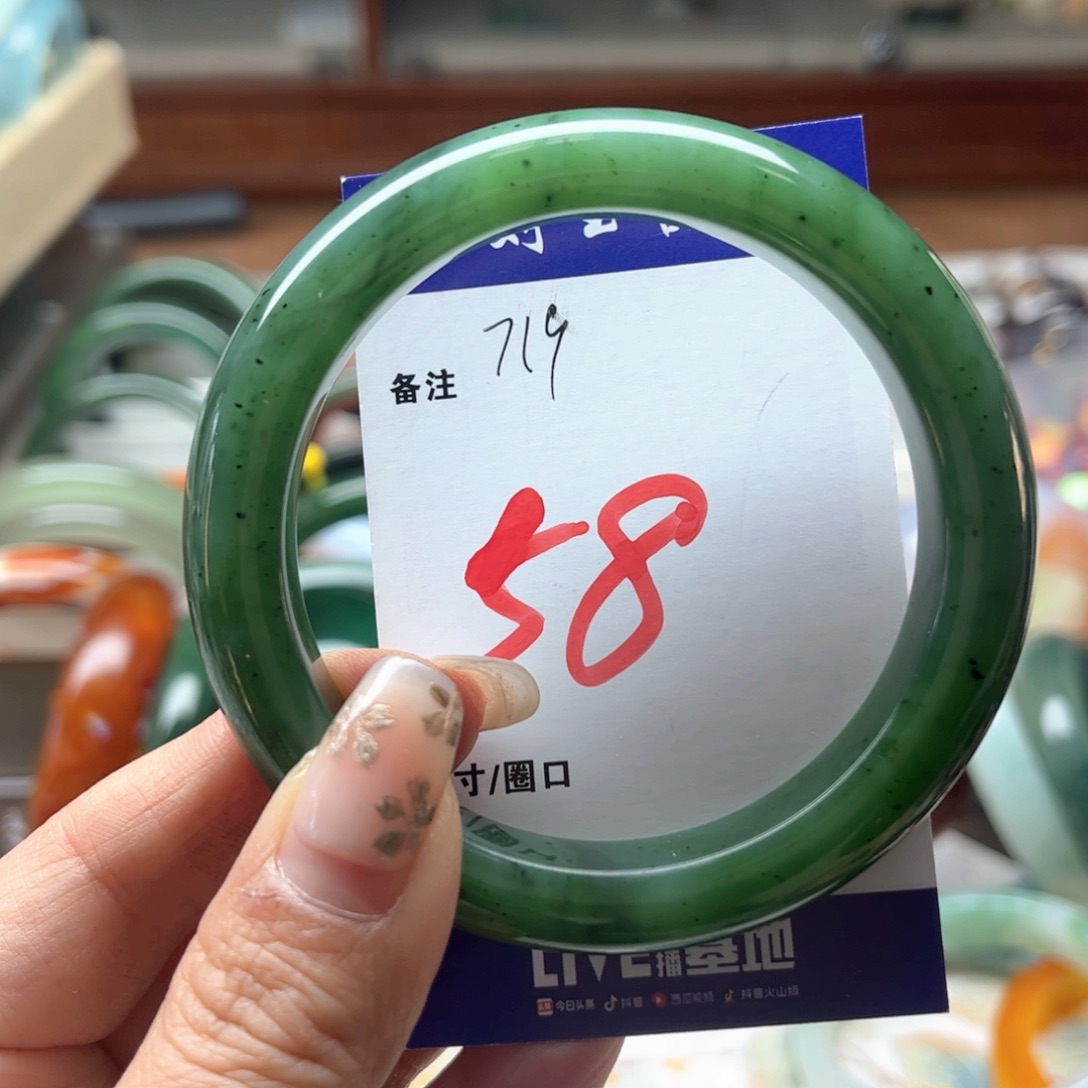 719
备注
58
寸/圈口
LIVE播基地
今日头条 抖音 西瓜视频 抖音火山版